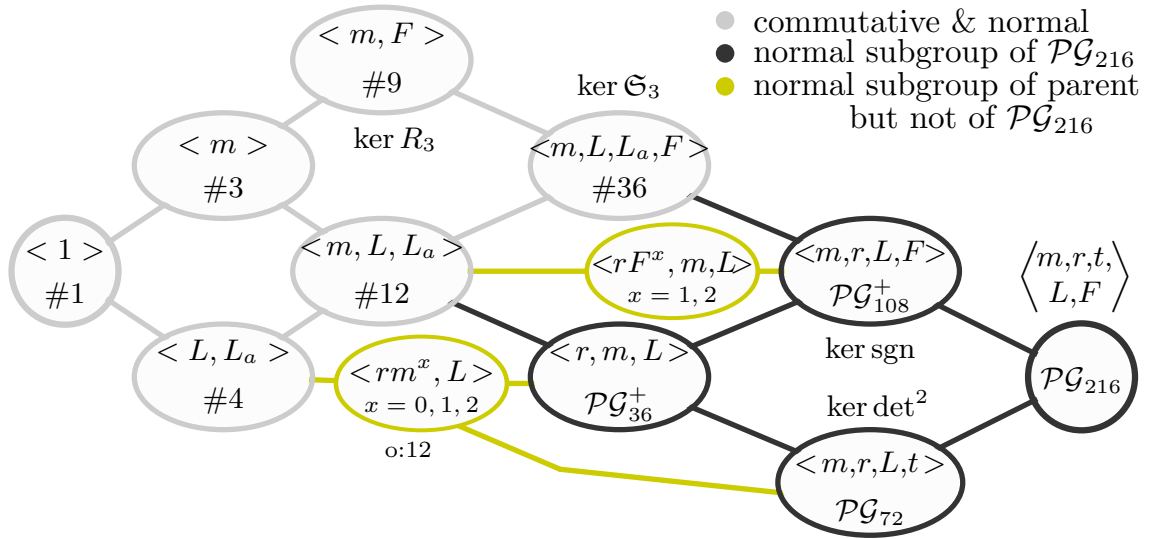 commutative & normal
normal subgroup of 𝒫𝒢₂₁₆
normal subgroup of parent
but not of 𝒫𝒢₂₁₆
< m, F >
#9
ker R₃
ker 𝔖₃
<m,L,Lₐ,F>
#36
< m >
#3
< 1 >
#1
<m, L, Lₐ>
#12
<rFˣ, m,L>
x = 1, 2
<m,r,L,F>
𝒫𝒢⁺₁₀₈
ker sgn
⟨m,r,t,
L,F⟩
𝒫𝒢₂₁₆
< L, Lₐ >
#4
<rmˣ, L>
x = 0, 1, 2
o:12
<r, m, L>
𝒫𝒢⁺₃₆
ker det²
<m,r,L,t>
𝒫𝒢₇₂